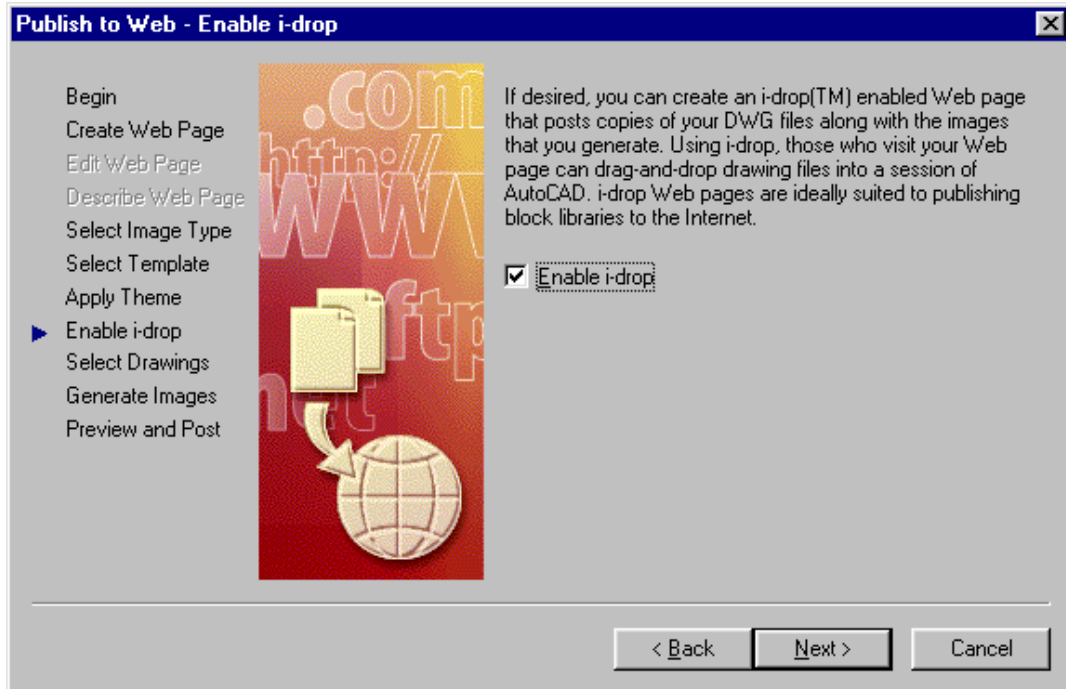 Publish to Web - Enable i-drop
Begin
Create Web Page
Edit Web Page
Describe Web Page
Select Image Type
Select Template
Apply Theme
Enable i-drop
Select Drawings
Generate Images
Preview and Post
.com
http://
WWW
ftp
net
If desired, you can create an i-drop(TM) enabled Web page
that posts copies of your DWG files along with the images
that you generate. Using i-drop, those who visit your Web
page can drag-and-drop drawing files into a session of
AutoCAD. i-drop Web pages are ideally suited to publishing
block libraries to the Internet.
Enable i-drop
< Back
Next >
Cancel